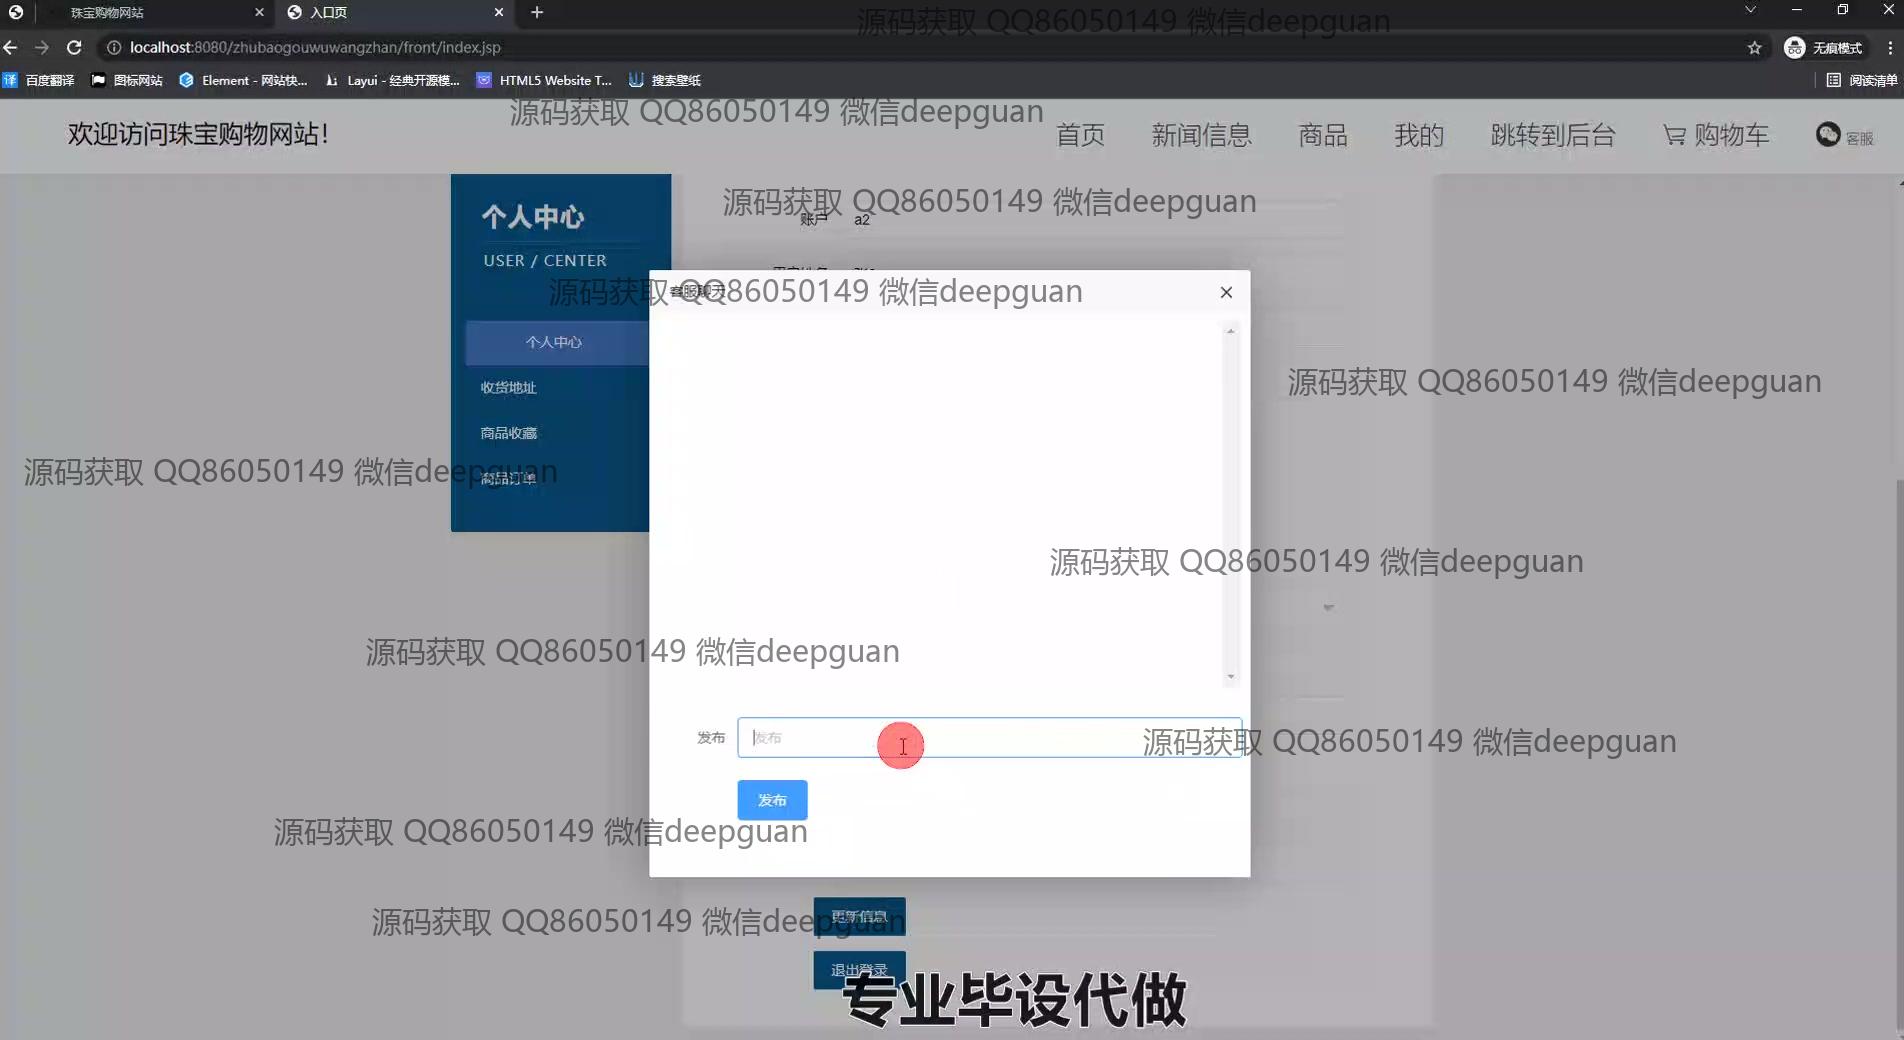 珠宝购物网站
入口页
源码获取 QQ86050149 微信deepguan
localhost:8080/zhubaogouwuwangzhan/front/index.jsp
无痕模式
百度翻译
图标网站
Element - 网站快...
Layui - 经典开源模...
HTML5 Website T...
搜索壁纸
阅读清单
源码获取 QQ86050149 微信deepguan
欢迎访问珠宝购物网站!
首页
新闻信息
商品
我的
跳转到后台
购物车
客服
个人中心
源码获取 QQ86050149 微信deepguan
账户
a2
USER / CENTER
源码获取 QQ86050149 微信deepguan
客服聊天
个人中心
源码获取 QQ86050149 微信deepguan
收货地址
商品收藏
源码获取 QQ86050149 微信deepguan
商品订单
源码获取 QQ86050149 微信deepguan
源码获取 QQ86050149 微信deepguan
发布
发布
源码获取 QQ86050149 微信deepguan
发布
源码获取 QQ86050149 微信deepguan
源码获取 QQ86050149 微信deepguan
更新信息
退出登录
专业毕设代做